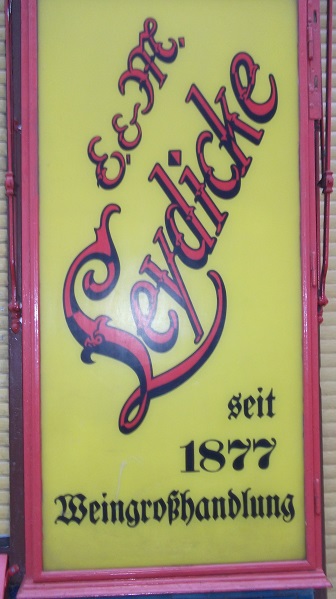 E. & M.
Leydicke
seit
1877
Weingroßhandlung